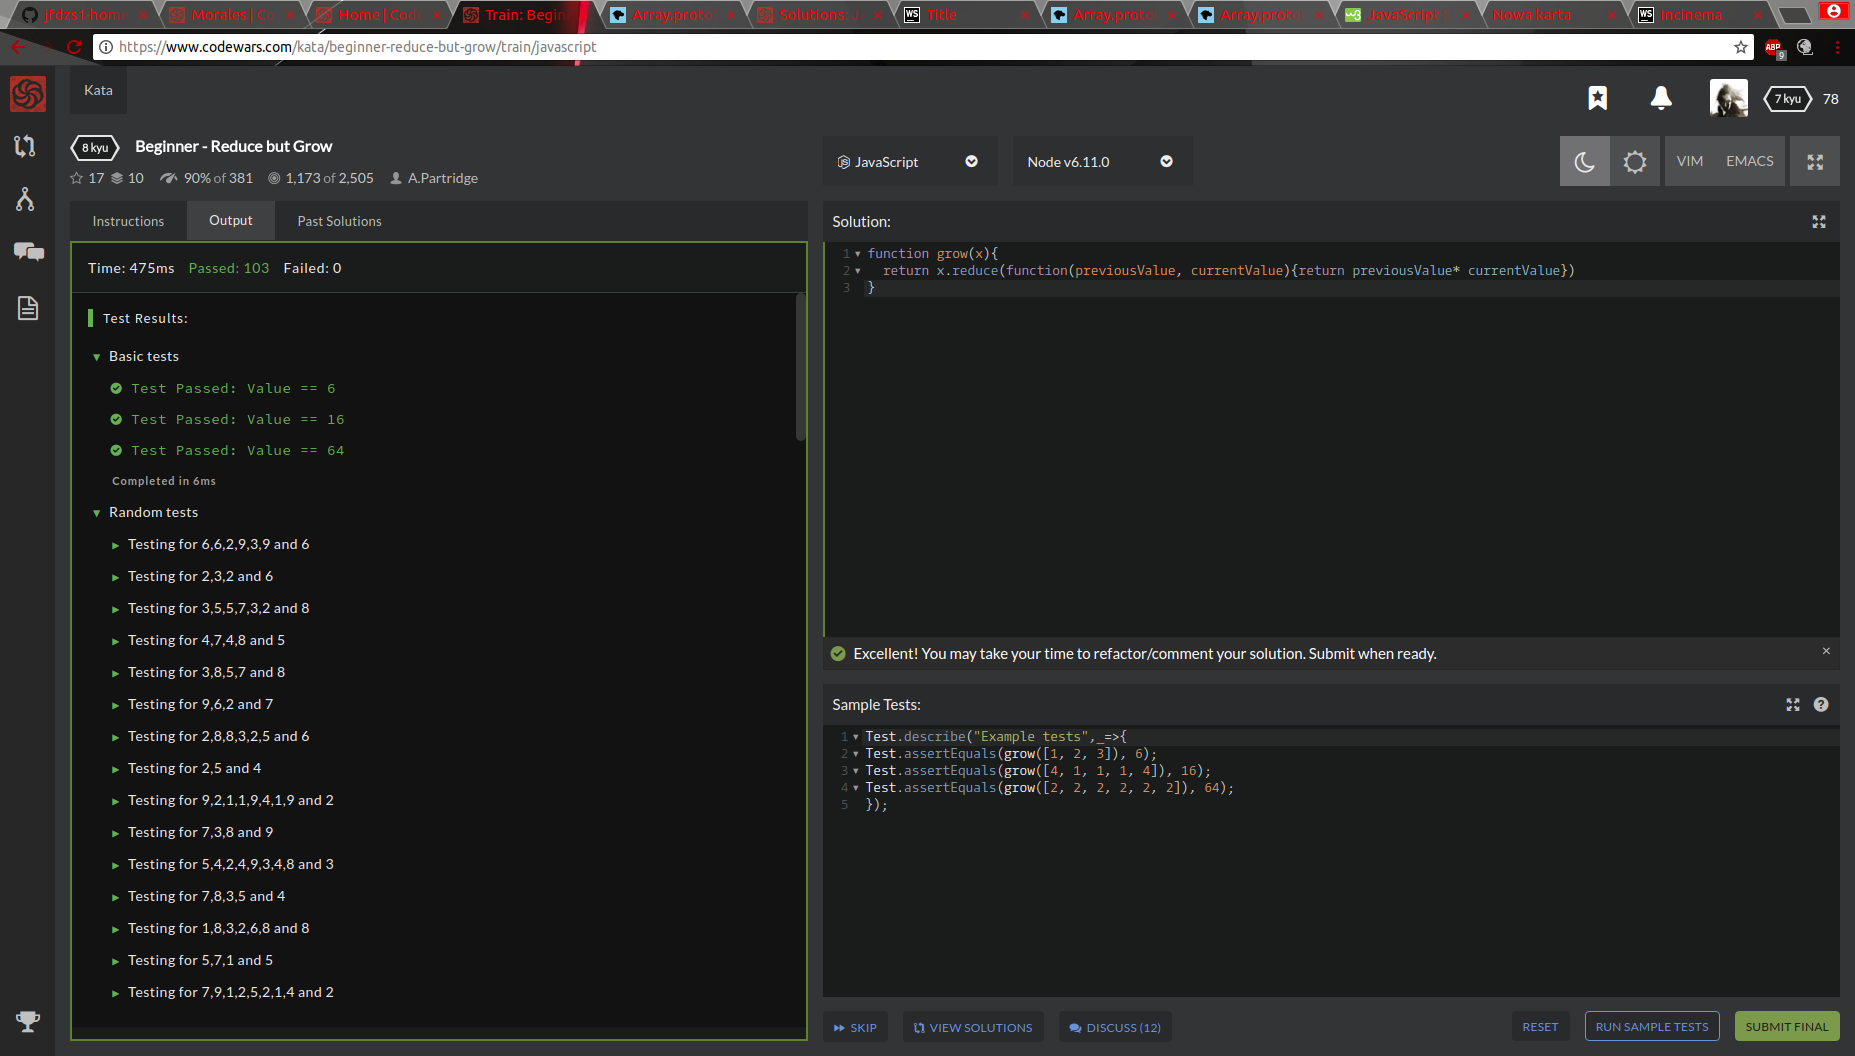 jfdzs1-home
Morales | Co
Home | Cod
Train: Begin
Array.proto
Solutions:
Title
Array.proto
Array.proto
JavaScript
Nowa karta
Incinema
https://www.codewars.com/kata/beginner-reduce-but-grow/train/javascript
ABP
9
Kata
7 kyu
78
8 kyu
Beginner - Reduce but Grow
17
10
90% of 381
1,173 of 2,505
A.Partridge
JavaScript
Node v6.11.0
VIM
EMACS
Instructions
Output
Past Solutions
Time: 475ms Passed: 103 Failed: 0
Test Results:
Basic tests
Test Passed: Value == 6
Test Passed: Value == 16
Test Passed: Value == 64
Completed in 6ms
Random tests
Testing for 6,6,2,9,3,9 and 6
Testing for 2,3,2 and 6
Testing for 3,5,5,7,3,2 and 8
Testing for 4,7,4,8 and 5
Testing for 3,8,5,7 and 8
Testing for 9,6,2 and 7
Testing for 2,8,8,3,2,5 and 6
Testing for 2,5 and 4
Testing for 9,2,1,1,9,4,1,9 and 2
Testing for 7,3,8 and 9
Testing for 5,4,2,4,9,3,4,8 and 3
Testing for 7,8,3,5 and 4
Testing for 1,8,3,2,6,8 and 8
Testing for 5,7,1 and 5
Testing for 7,9,1,2,5,2,1,4 and 2
Solution:
1 function grow(x){
2 return x.reduce(function(previousValue, currentValue){return previousValue* currentValue})
3 }
Excellent! You may take your time to refactor/comment your solution. Submit when ready.
Sample Tests:
1 Test.describe("Example tests",_=>{
2 Test.assertEquals(grow([1, 2, 3]), 6);
3 Test.assertEquals(grow([4, 1, 1, 1, 4]), 16);
4 Test.assertEquals(grow([2, 2, 2, 2, 2, 2]), 64);
5 });
SKIP
VIEW SOLUTIONS
DISCUSS (12)
RESET
RUN SAMPLE TESTS
SUBMIT FINAL